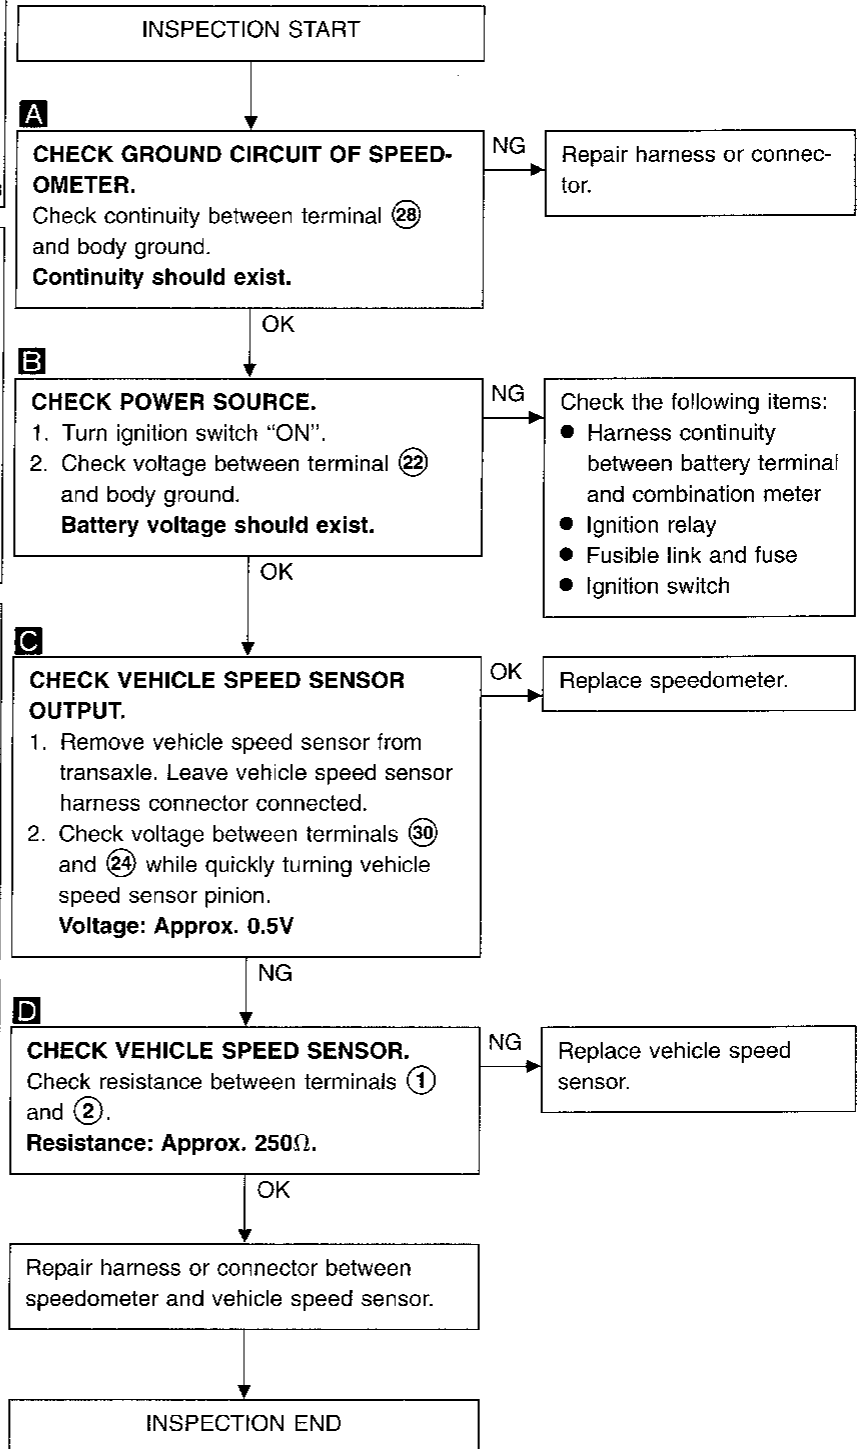 INSPECTION START
A
CHECK GROUND CIRCUIT OF SPEED-
OMETER.
Check continuity between terminal 28
and body ground.
Continuity should exist.
NG
Repair harness or connec-
tor.
OK
B
CHECK POWER SOURCE.
1. Turn ignition switch “ON”.
2. Check voltage between terminal 22
and body ground.
Battery voltage should exist.
NG
Check the following items:
● Harness continuity
between battery terminal
and combination meter
● Ignition relay
● Fusible link and fuse
● Ignition switch
OK
C
CHECK VEHICLE SPEED SENSOR
OUTPUT.
1. Remove vehicle speed sensor from
transaxle. Leave vehicle speed sensor
harness connector connected.
2. Check voltage between terminals 30
and 24 while quickly turning vehicle
speed sensor pinion.
Voltage: Approx. 0.5V
OK
Replace speedometer.
NG
D
CHECK VEHICLE SPEED SENSOR.
Check resistance between terminals 1
and 2.
Resistance: Approx. 250Ω.
NG
Replace vehicle speed
sensor.
OK
Repair harness or connector between
speedometer and vehicle speed sensor.
INSPECTION END